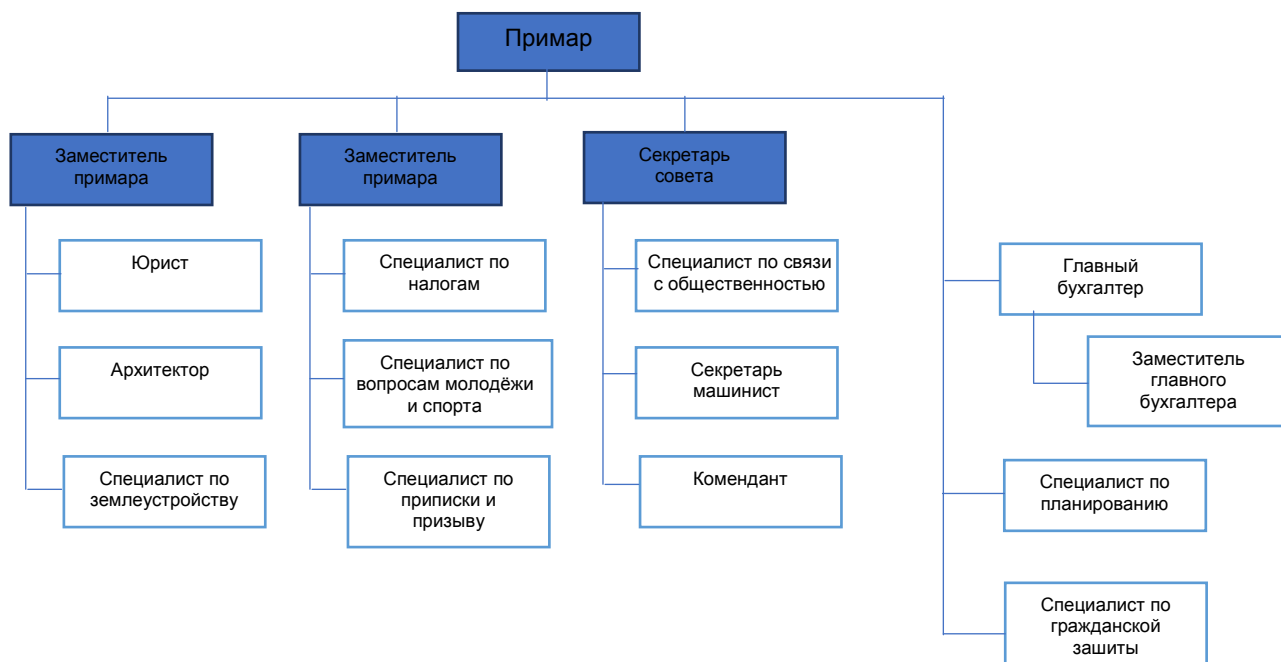 Примар
Заместитель
примара
Заместитель
примара
Секретарь
совета
Юрист
Архитектор
Специалист по
землеустройству
Специалист по
налогам
Специалист по
вопросам молодёжи
и спорта
Специалист по
приписки и
призыву
Специалист по связи
с общественностью
Секретарь
машинист
Комендант
Главный
бухгалтер
Заместитель
главного
бухгалтера
Специалист по
планированию
Специалист по
гражданской
зашиты